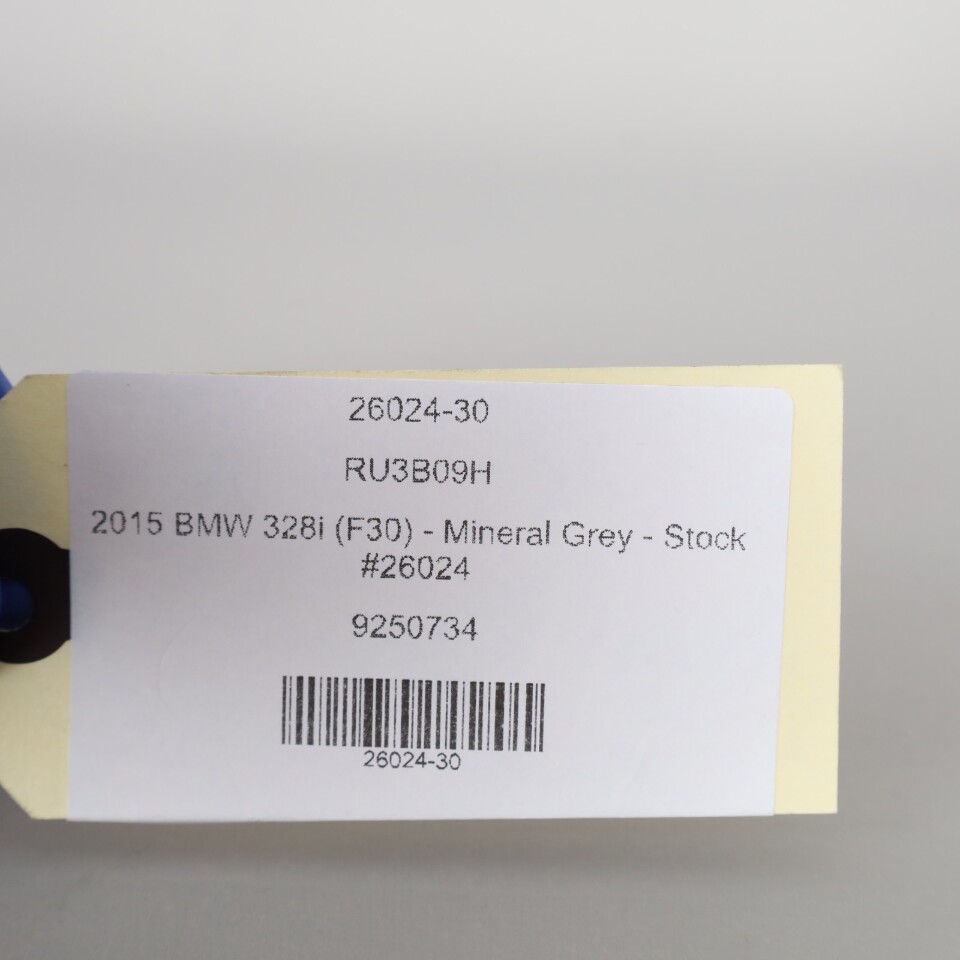 26024-30
RU3B09H
2015 BMW 328i (F30) - Mineral Grey - Stock
#26024
9250734
26024-30